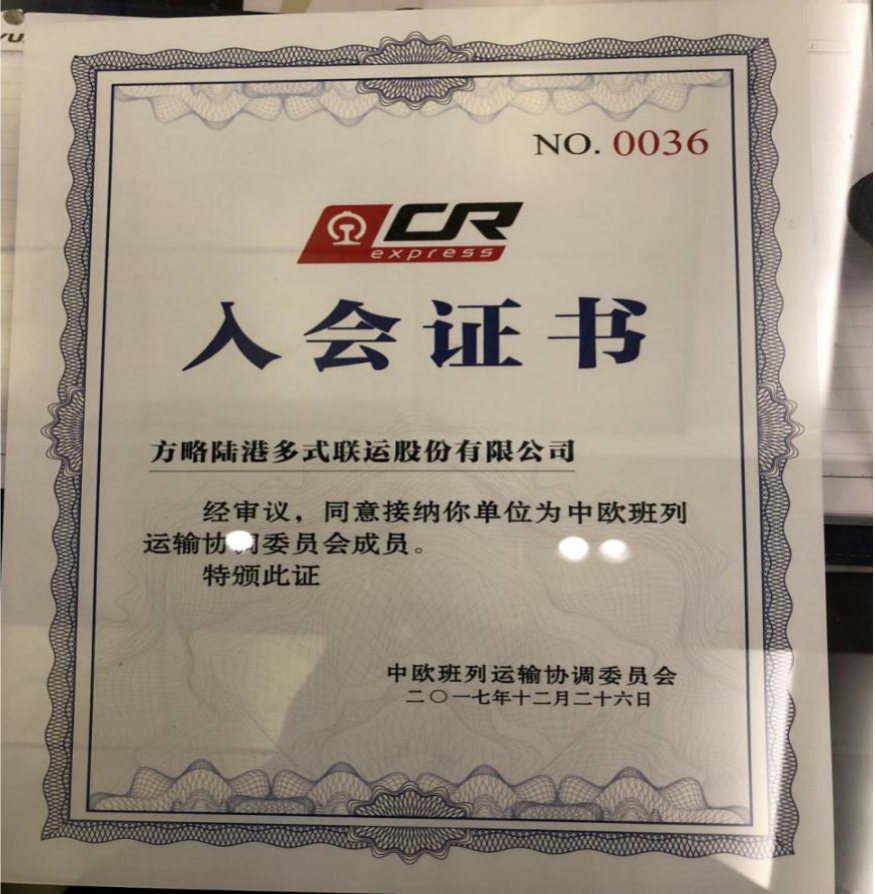 NO. 0036
CR
express
入会证书
方略陆港多式联运股份有限公司
经审议，同意接纳你单位为中欧班列
运输协调委员会成员。
特颁此证
中欧班列运输协调委员会
二〇一七年十二月二十六日